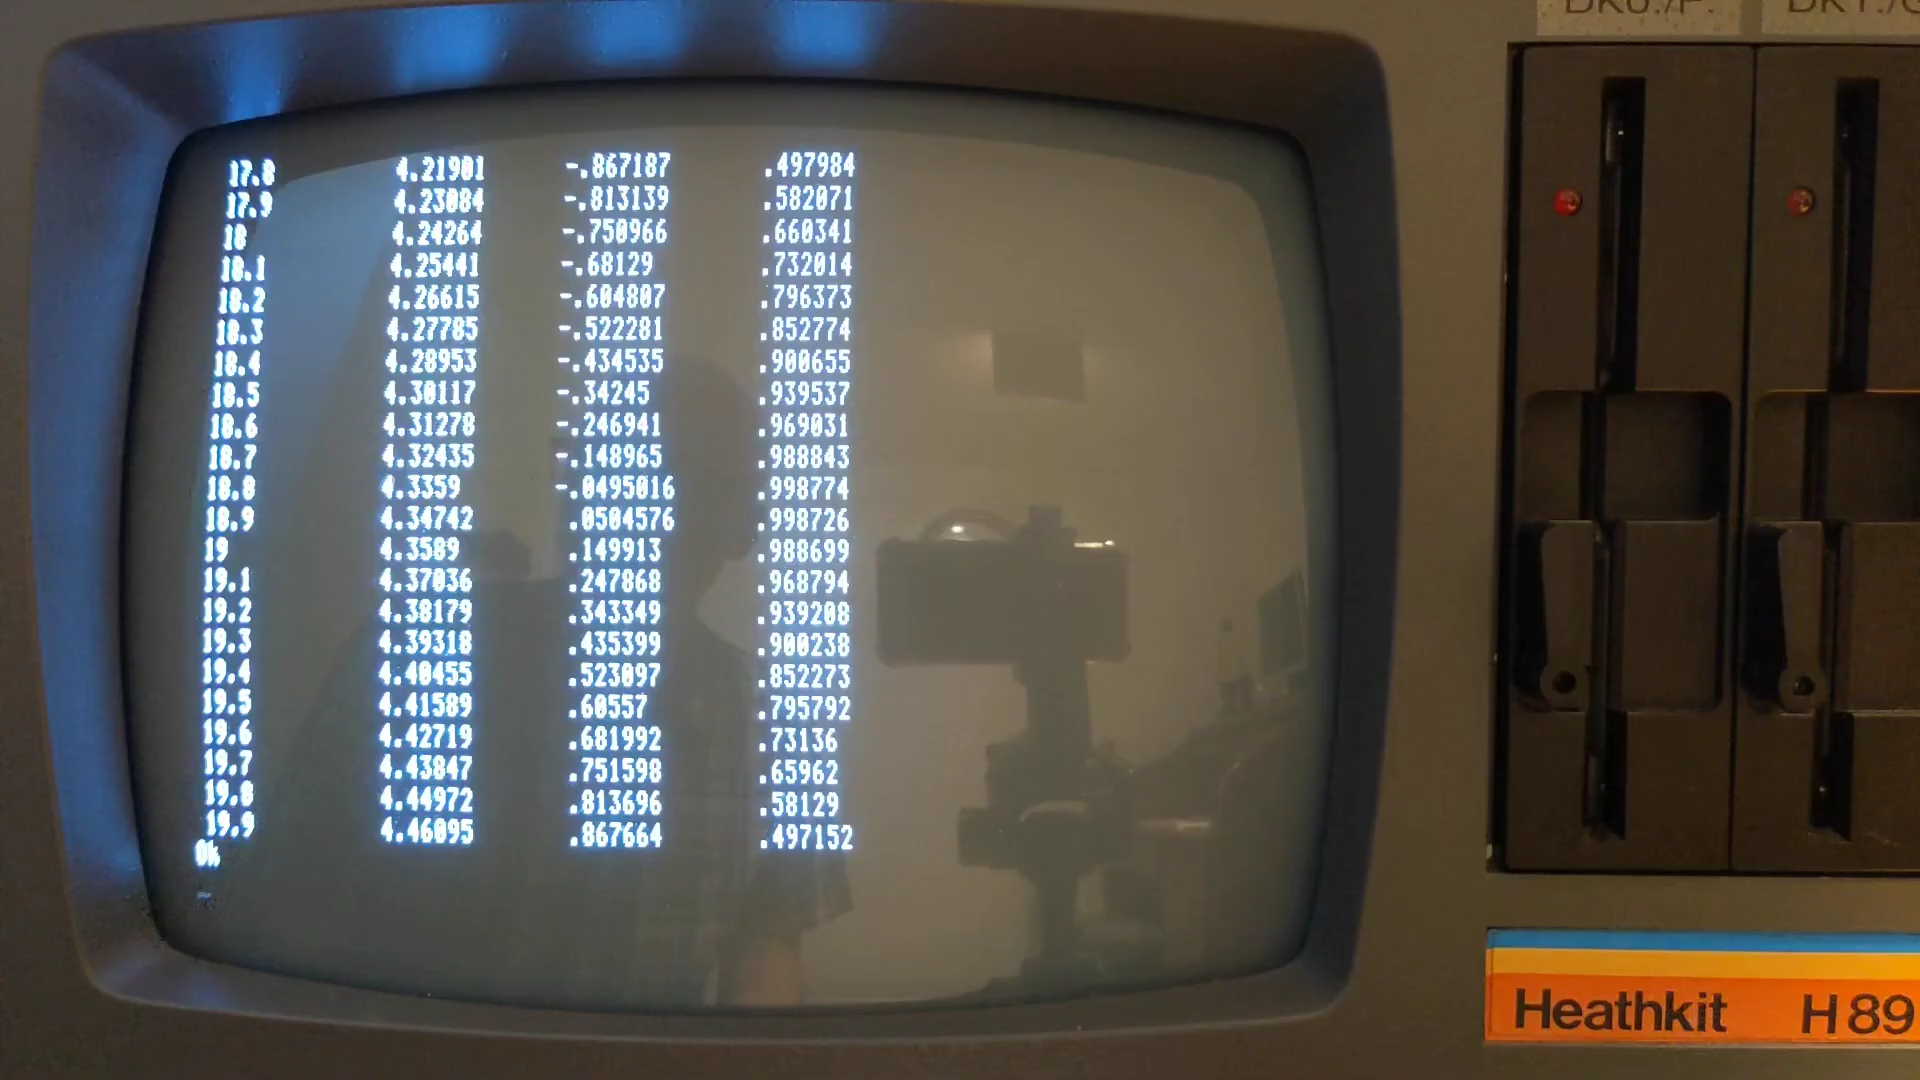 17.8 4.21901 -.867187 .497984
17.9 4.23084 -.813139 .582071
18 4.24264 -.750966 .660341
18.1 4.25441 -.68129 .732014
18.2 4.26615 -.604807 .796373
18.3 4.27785 -.522281 .852774
18.4 4.28953 -.434535 .900655
18.5 4.30117 -.34245 .939537
18.6 4.31278 -.246941 .969031
18.7 4.32435 -.148965 .988843
18.8 4.3359 -.0495016 .998774
18.9 4.34742 .0504576 .998726
19 4.3589 .149913 .988699
19.1 4.37036 .247868 .968794
19.2 4.38179 .343349 .939208
19.3 4.39318 .435399 .900238
19.4 4.40455 .523097 .852273
19.5 4.41589 .60557 .795792
19.6 4.42719 .681992 .73136
19.7 4.43847 .751598 .65962
19.8 4.44972 .813696 .58129
19.9 4.46095 .867664 .497152
Ok
Heathkit H89